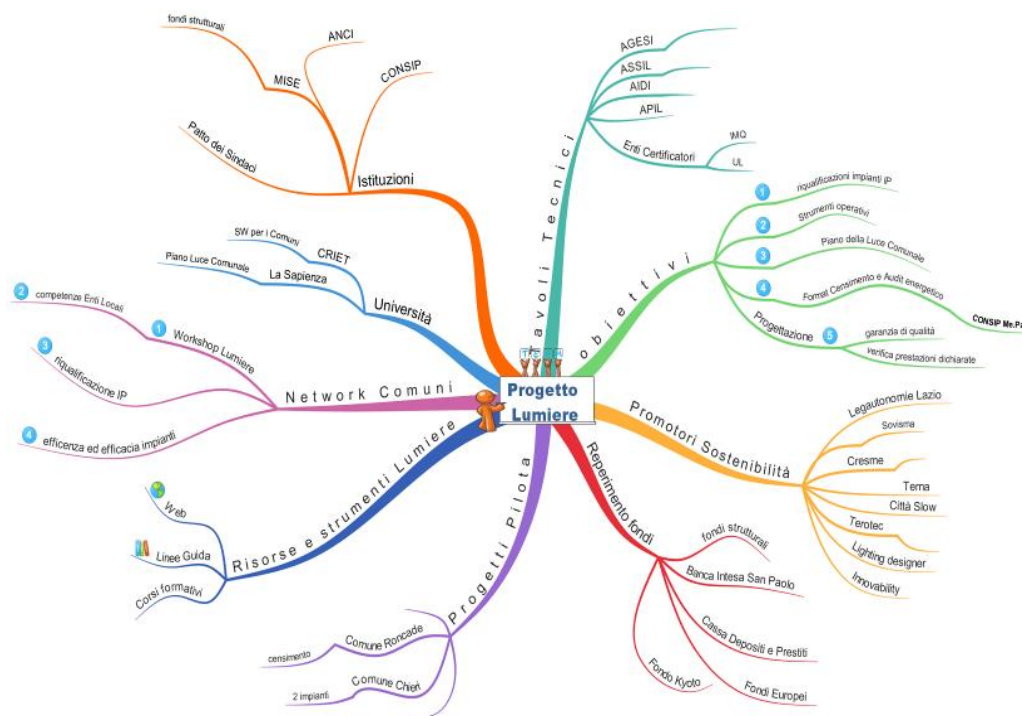 Progetto
Lumiere
Istituzioni
fondi strutturali
MISE
ANCI
CONSIP
Patto dei Sindaci
Tavoli Tecnici
AGESI
ASSIL
AIDI
APIL
Enti Certificatori
IMQ
UL
obiettivi
1
riqualificazioni impianti IP
2
Strumenti operativi
3
Piano della Luce Comunale
4
Format Censimento e Audit energetico
CONSIP Me.Pa
Progettazione
5
garanzia di qualità
verifica prestazioni dichiarate
Promotori Sostenibilità
Legautonomie Lazio
Sovisma
Cresme
Terna
Città Slow
Terotec
Lighting designer
Innovability
Reperimento fondi
fondi strutturali
Banca Intesa San Paolo
Cassa Depositi e Prestiti
Fondi Europei
Fondo Kyoto
Progetti Pilota
Comune Roncade
censimento
Comune Chieri
2 impianti
Risorse e strumenti Lumiere
Web
Linee Guida
Corsi formativi
Network Comuni
1
Workshop Lumiere
2
competenze Enti Locali
3
riqualificazione IP
4
efficenza ed efficacia impianti
Università
CRIET
SW per i Comuni
La Sapienza
Piano Luce Comunale